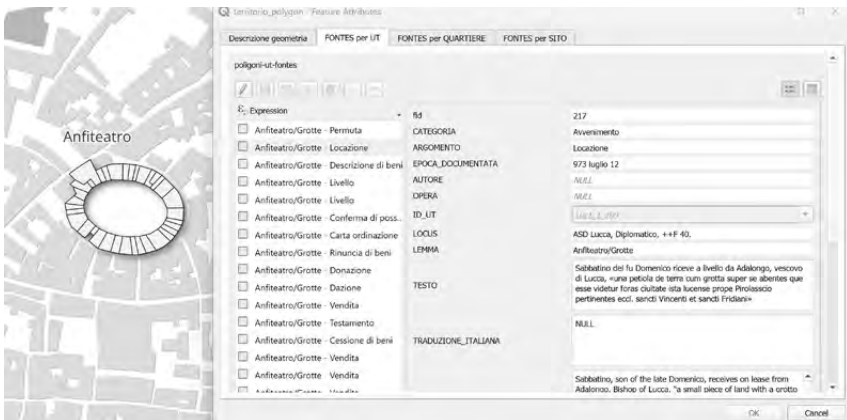 territorio_polygon - Feature Attributes
Descrizione geometria FONTES per UT FONTES per QUARTIERE FONTES per SITO
poligoni-ut-fontes
Expression
Anfiteatro/Grotte - Permuta
Anfiteatro/Grotte - Locazione
Anfiteatro/Grotte - Descrizione di beni
Anfiteatro/Grotte - Livello
Anfiteatro/Grotte - Livello
Anfiteatro/Grotte - Conferma di poss...
Anfiteatro/Grotte - Carta ordinazione
Anfiteatro/Grotte - Rinuncia di beni
Anfiteatro/Grotte - Donazione
Anfiteatro/Grotte - Dazione
Anfiteatro/Grotte - Vendita
Anfiteatro/Grotte - Testamento
Anfiteatro/Grotte - Cessione di beni
Anfiteatro/Grotte - Vendita
Anfiteatro/Grotte - Vendita
Anfiteatro/Grotte - Vendita
fid 217
CATEGORIA Avvenimento
ARGOMENTO Locazione
EPOCA_DOCUMENTATA 973 luglio 12
AUTORE NULL
OPERA NULL
ID_UT
LOCUS ASD Lucca, Diplomatico, ++F 40.
LEMMA Anfiteatro/Grotte
TESTO
Sabbatino del fu Domenico riceve a livello da Adalongo, vescovo
di Lucca, «una petiola de terra cum grotta super se abentes que
esse videtur foras ciuitate ista lucense prope Pirolasscio
pertinentes eccl. sancti Vincenti et sancti Fridiani»
TRADUZIONE_ITALIANA NULL
Sabbatino, son of the late Domenico, receives on lease from
Adalongo, Bishop of Lucca, "a small piece of land with a grotto
OK Cancel
Anfiteatro